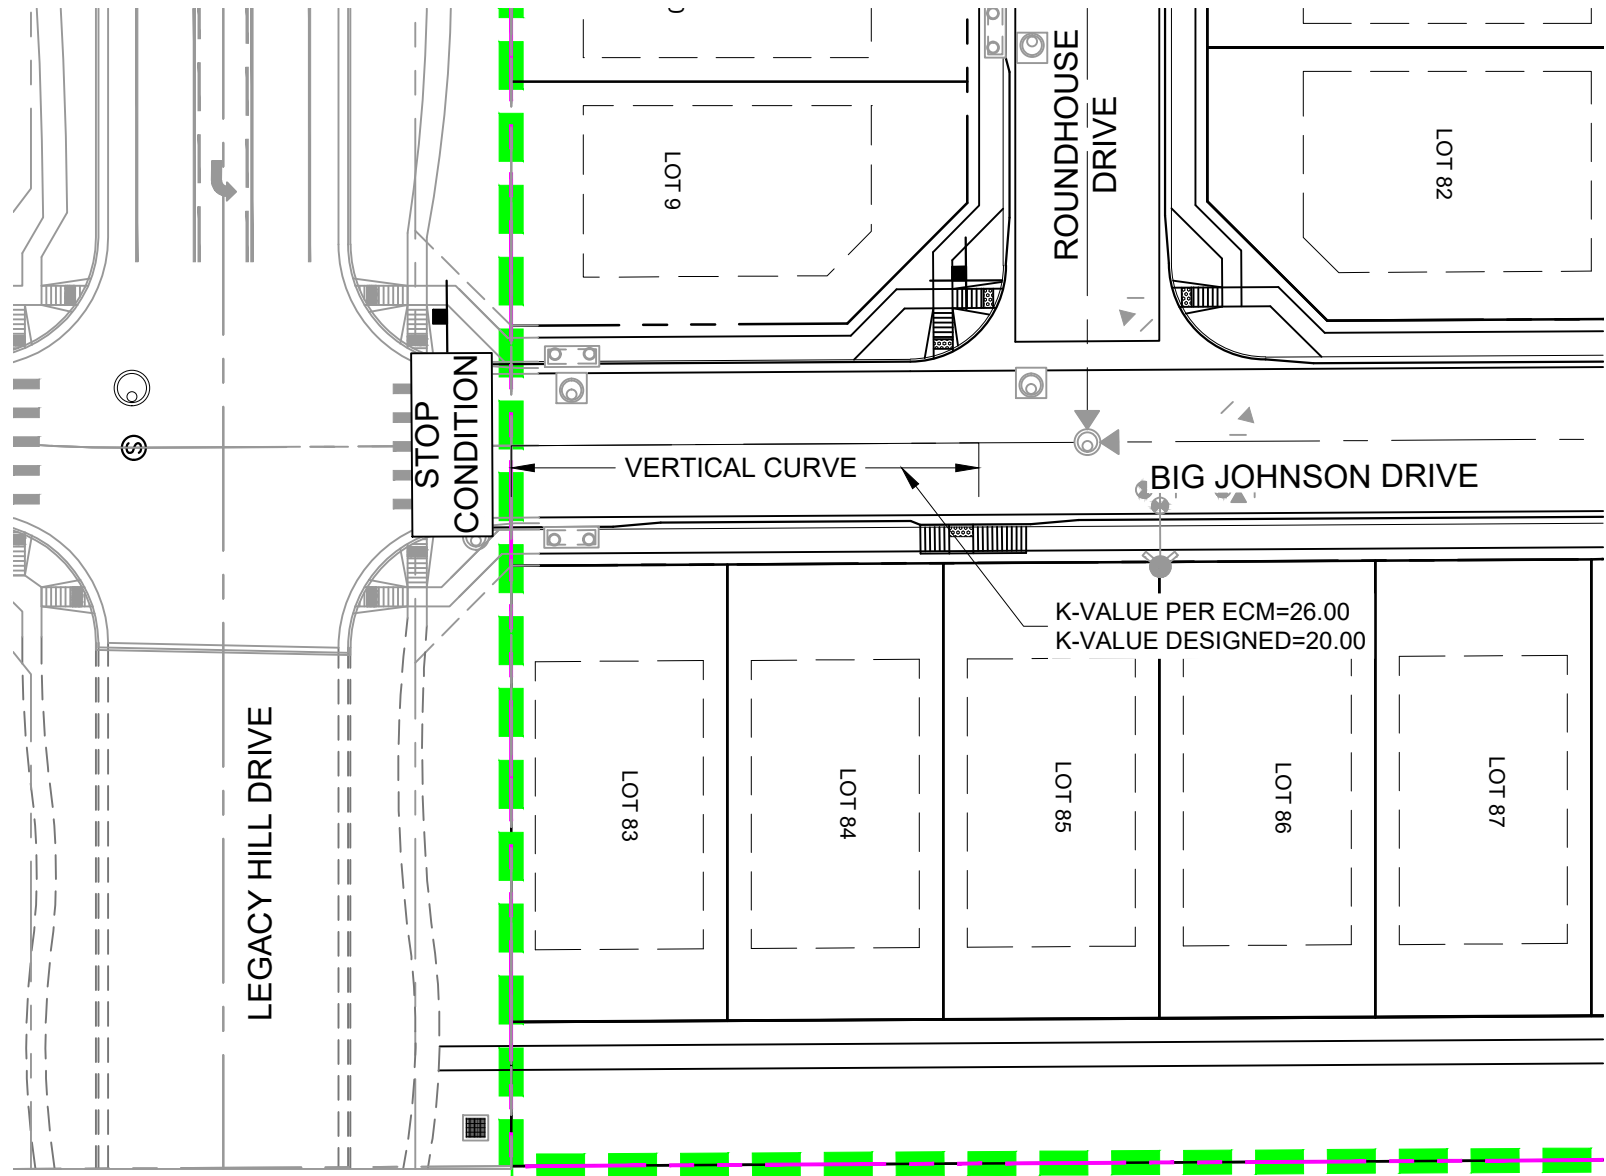 ROUNDHOUSE
DRIVE
LOT 9
LOT 82
STOP
CONDITION
S
VERTICAL CURVE
BIG JOHNSON DRIVE
K-VALUE PER ECM=26.00
K-VALUE DESIGNED=20.00
LEGACY HILL DRIVE
LOT 83
LOT 84
LOT 85
LOT 86
LOT 87